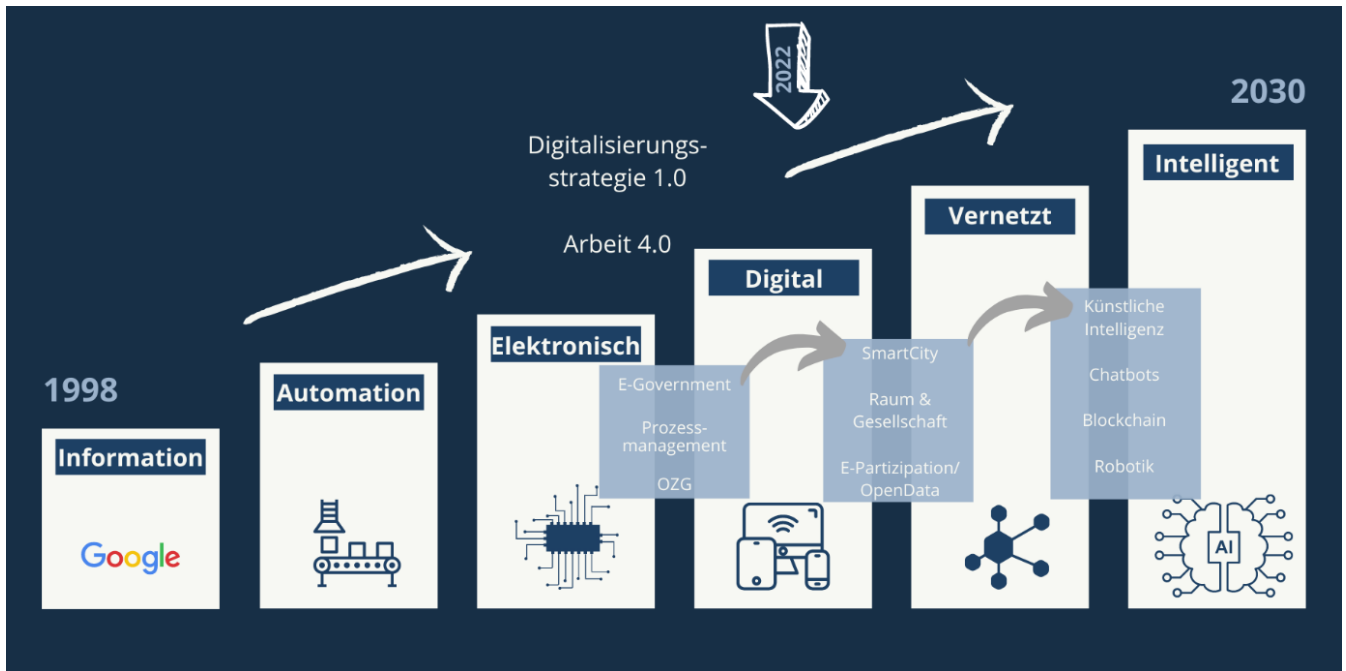 2022
2030
Digitalisierungs-
strategie 1.0
Arbeit 4.0
1998
Information
Google
Automation
Elektronisch
E-Government
Prozess-
management
OZG
Digital
SmartCity
Raum &
Gesellschaft
E-Partizipation/
OpenData
Vernetzt
Künstliche
Intelligenz
Chatbots
Blockchain
Robotik
Intelligent
AI